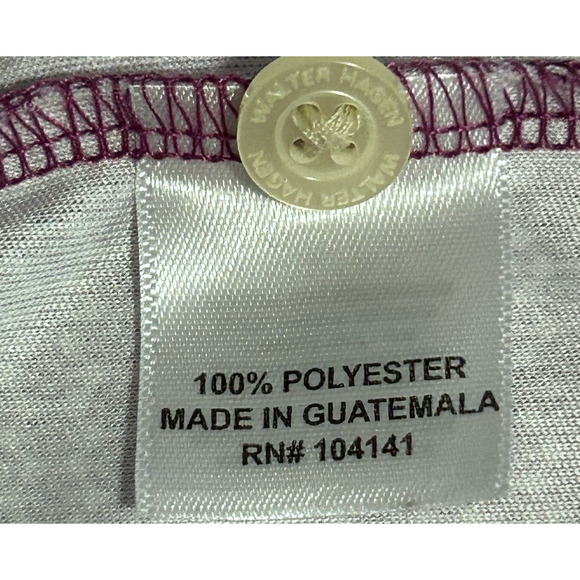 WALTER HAGEN
WALTER HAGEN
100% POLYESTER
MADE IN GUATEMALA
RN# 104141